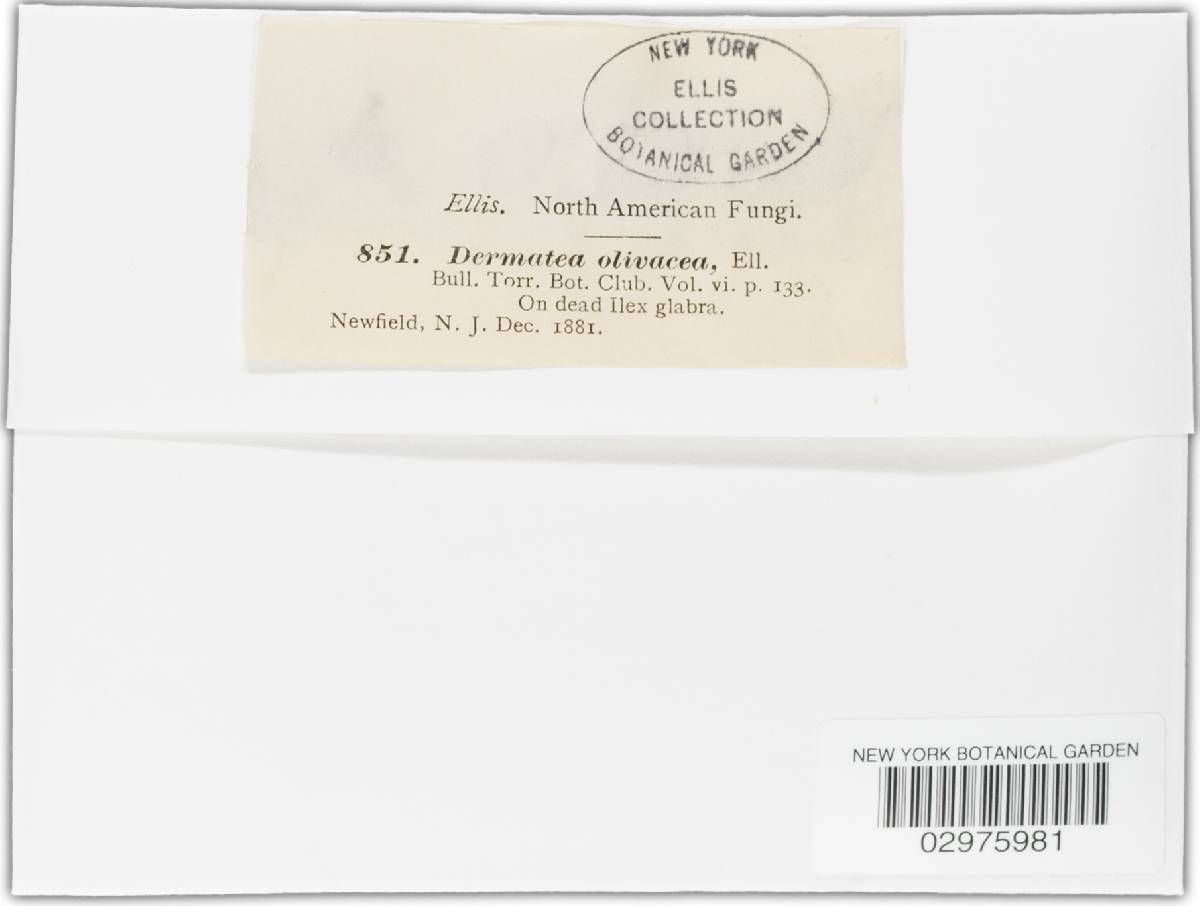 NEW YORK
ELLIS
COLLECTION
BOTANICAL GARDEN
Ellis. North American Fungi.
851. Dermatea olivacea, Ell.
Bull. Torr. Bot. Club. Vol. vi. p. 133.
On dead Ilex glabra.
Newfield, N. J. Dec. 1881.
NEW YORK BOTANICAL GARDEN
02975981